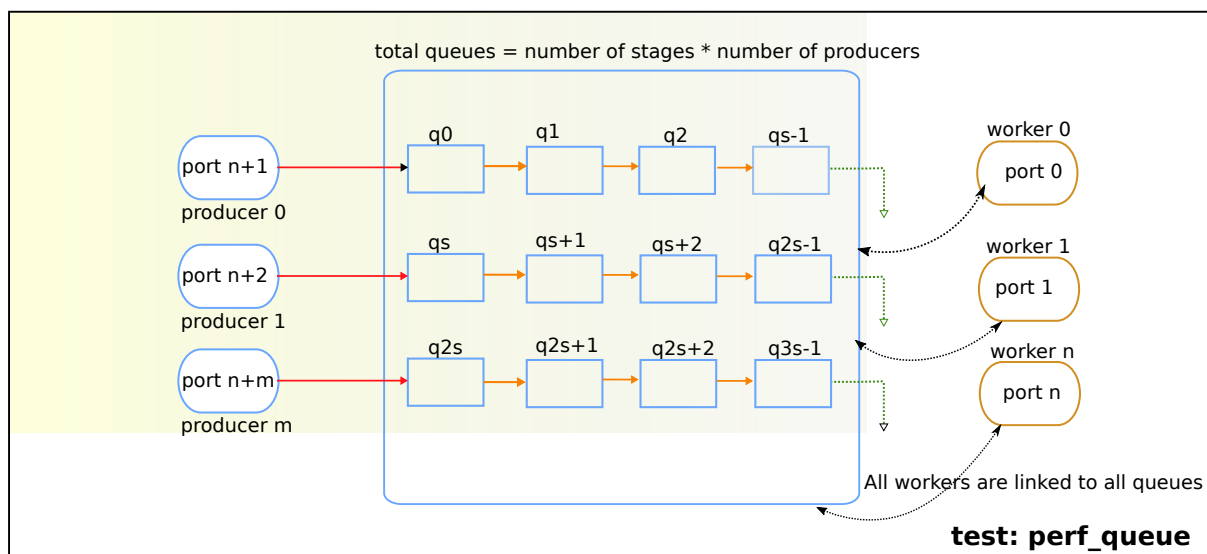 total queues = number of stages * number of producers
q0
q1
q2
qs-1
worker 0
port n+1
port 0
producer 0
qs
qs+1
qs+2
q2s-1
worker 1
port n+2
port 1
producer 1
q2s
q2s+1
q2s+2
q3s-1
worker n
port n+m
port n
producer m
All workers are linked to all queues
test: perf_queue